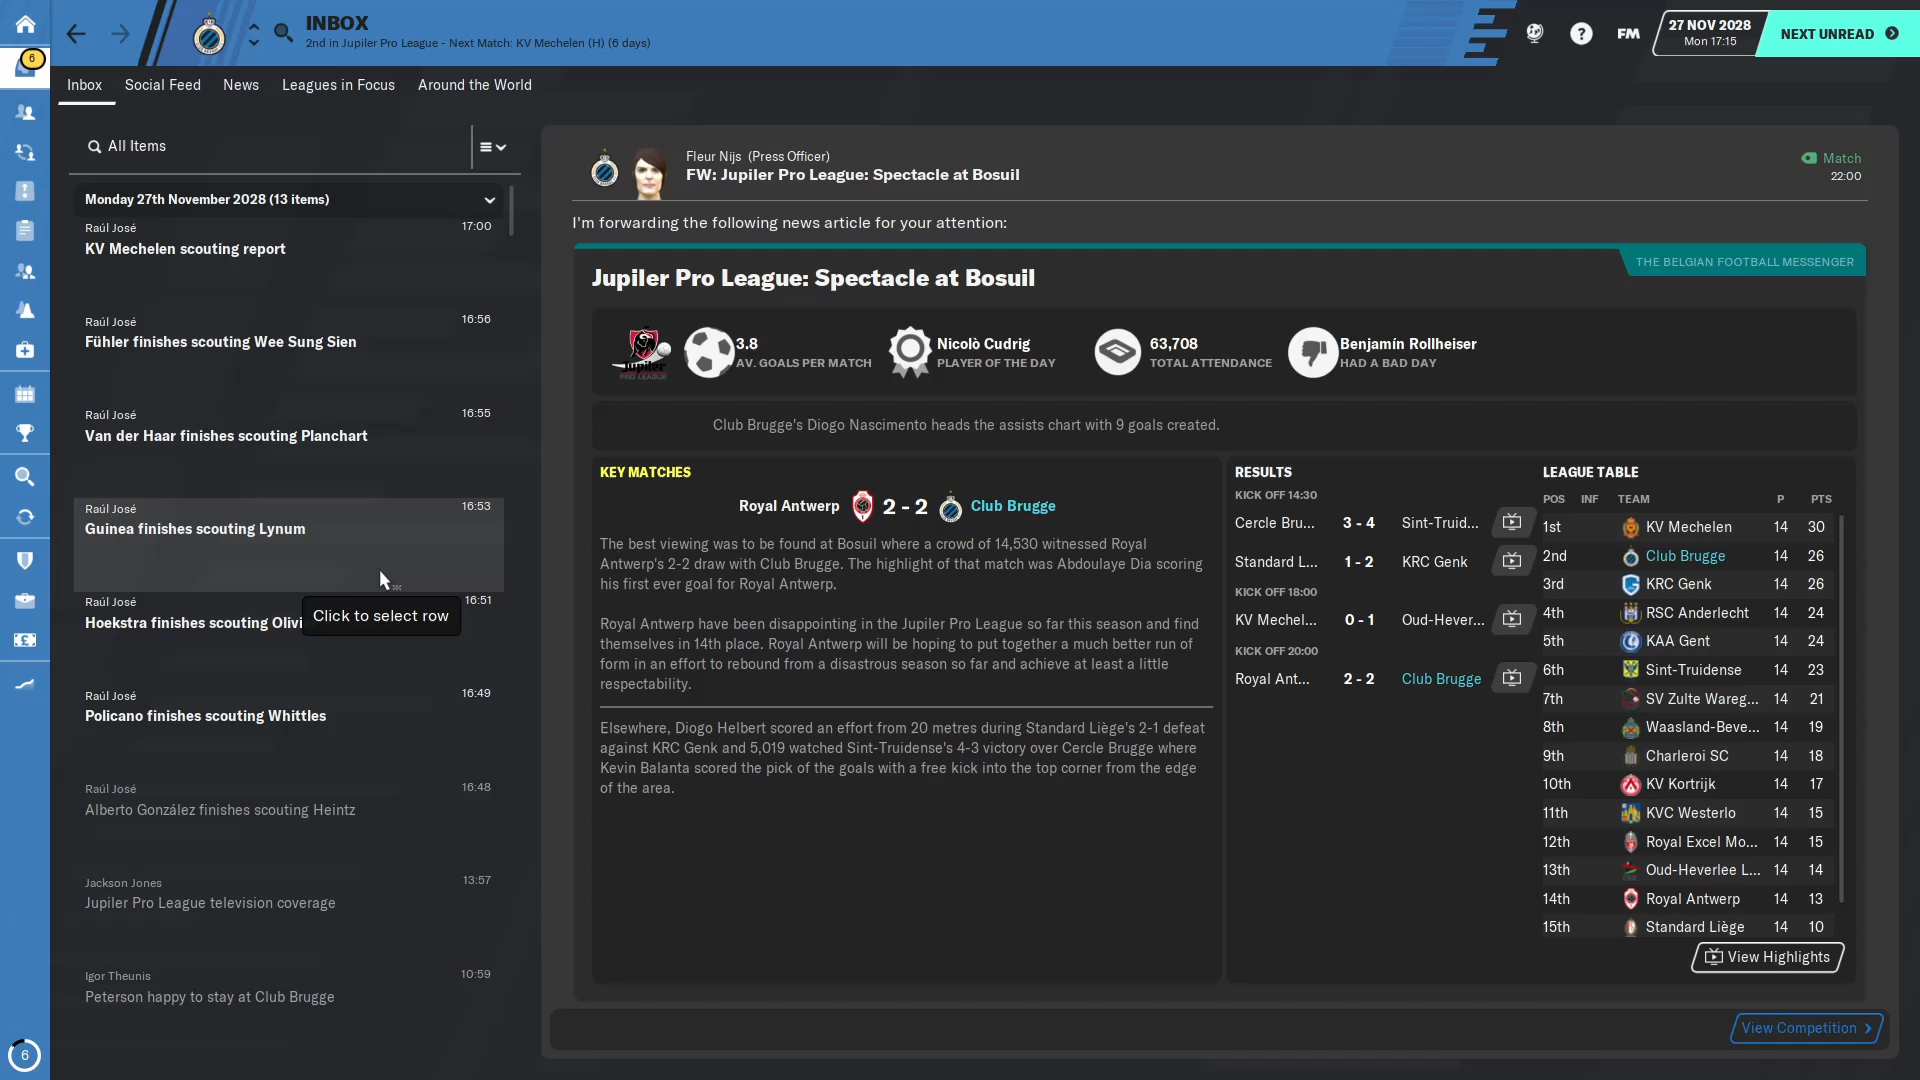 6
INBOX
2nd in Jupiler Pro League - Next Match: KV Mechelen (H) (6 days)
?
FM
27 NOV 2028
Mon 17:15
NEXT UNREAD
Inbox
Social Feed
News
Leagues in Focus
Around the World
All Items
Monday 27th November 2028 (13 items)
Raúl José
17:00
KV Mechelen scouting report
Raúl José
16:56
Fühler finishes scouting Wee Sung Sien
Raúl José
16:55
Van der Haar finishes scouting Planchart
Raúl José
16:53
Guinea finishes scouting Lynum
Raúl José
16:51
Hoekstra finishes scouting Olivi
Click to select row
Raúl José
16:49
Policano finishes scouting Whittles
Raúl José
16:48
Alberto González finishes scouting Heintz
Jackson Jones
13:57
Jupiler Pro League television coverage
Igor Theunis
10:59
Peterson happy to stay at Club Brugge
6
Fleur Nijs (Press Officer)
FW: Jupiler Pro League: Spectacle at Bosuil
Match
22:00
I'm forwarding the following news article for your attention:
THE BELGIAN FOOTBALL MESSENGER
Jupiler Pro League: Spectacle at Bosuil
Jupiler
PRO LEAGUE
3.8
AV. GOALS PER MATCH
Nicolò Cudrig
PLAYER OF THE DAY
63,708
TOTAL ATTENDANCE
Benjamín Rollheiser
HAD A BAD DAY
Club Brugge's Diogo Nascimento heads the assists chart with 9 goals created.
KEY MATCHES
Royal Antwerp 2 - 2 Club Brugge
The best viewing was to be found at Bosuil where a crowd of 14,530 witnessed Royal
Antwerp's 2-2 draw with Club Brugge. The highlight of that match was Abdoulaye Dia scoring
his first ever goal for Royal Antwerp.
Royal Antwerp have been disappointing in the Jupiler Pro League so far this season and find
themselves in 14th place. Royal Antwerp will be hoping to put together a much better run of
form in an effort to rebound from a disastrous season so far and achieve at least a little
respectability.
Elsewhere, Diogo Helbert scored an effort from 20 metres during Standard Liège's 2-1 defeat
against KRC Genk and 5,019 watched Sint-Truidense's 4-3 victory over Cercle Brugge where
Kevin Balanta scored the pick of the goals with a free kick into the top corner from the edge
of the area.
RESULTS
KICK OFF 14:30
Cercle Bru... 3 - 4 Sint-Truid...
Standard L... 1 - 2 KRC Genk
KICK OFF 18:00
KV Mechel... 0 - 1 Oud-Hever...
KICK OFF 20:00
Royal Ant... 2 - 2 Club Brugge
LEAGUE TABLE
POS INF TEAM P PTS
1st KV Mechelen 14 30
2nd Club Brugge 14 26
3rd KRC Genk 14 26
4th RSC Anderlecht 14 24
5th KAA Gent 14 24
6th Sint-Truidense 14 23
7th SV Zulte Wareg... 14 21
8th Waasland-Beve... 14 19
9th Charleroi SC 14 18
10th KV Kortrijk 14 17
11th KVC Westerlo 14 15
12th Royal Excel Mo... 14 15
13th Oud-Heverlee L... 14 14
14th Royal Antwerp 14 13
15th Standard Liège 14 10
View Highlights
View Competition